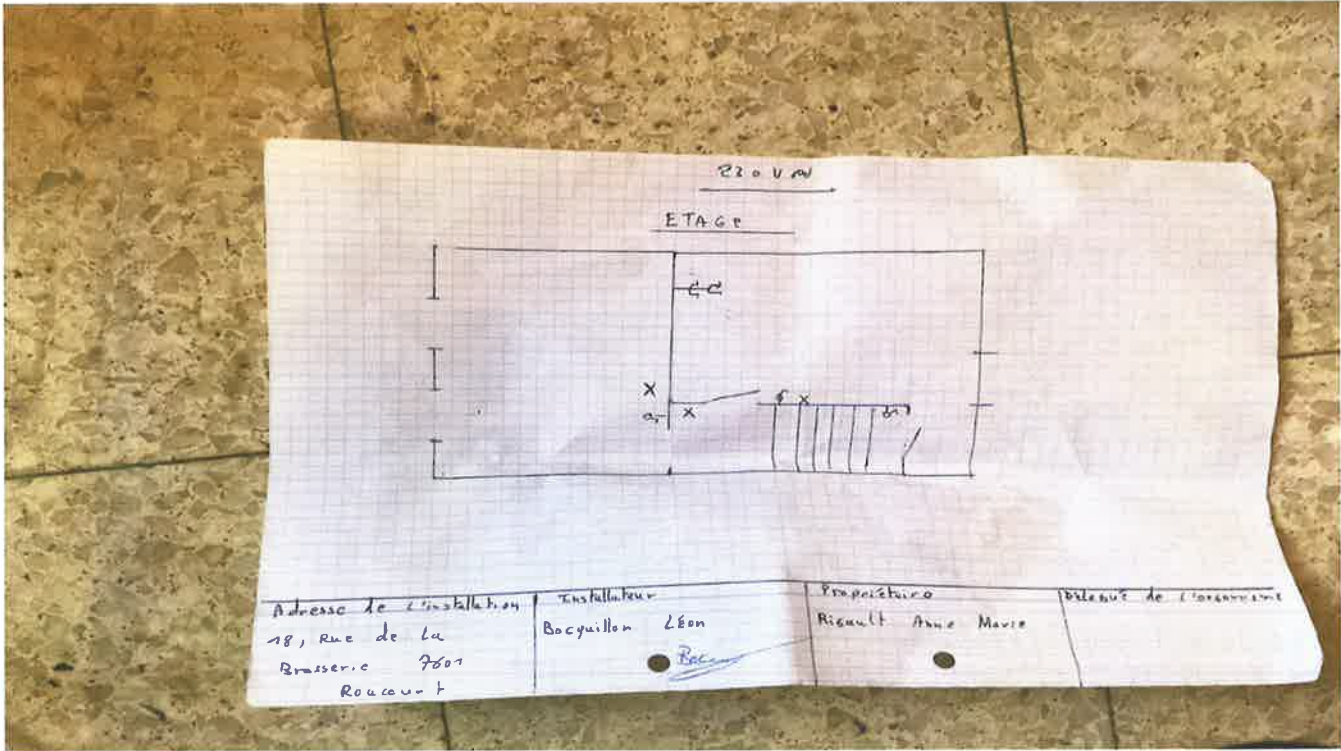 230 V
ETAGE
Adresse de l'installation
18, Rue de La
Brasserie 7601
Roucourt
Installateur
Bocquillon LÉon
Propriétaire
Rigault Anne Marie
Délégué de l'organisme